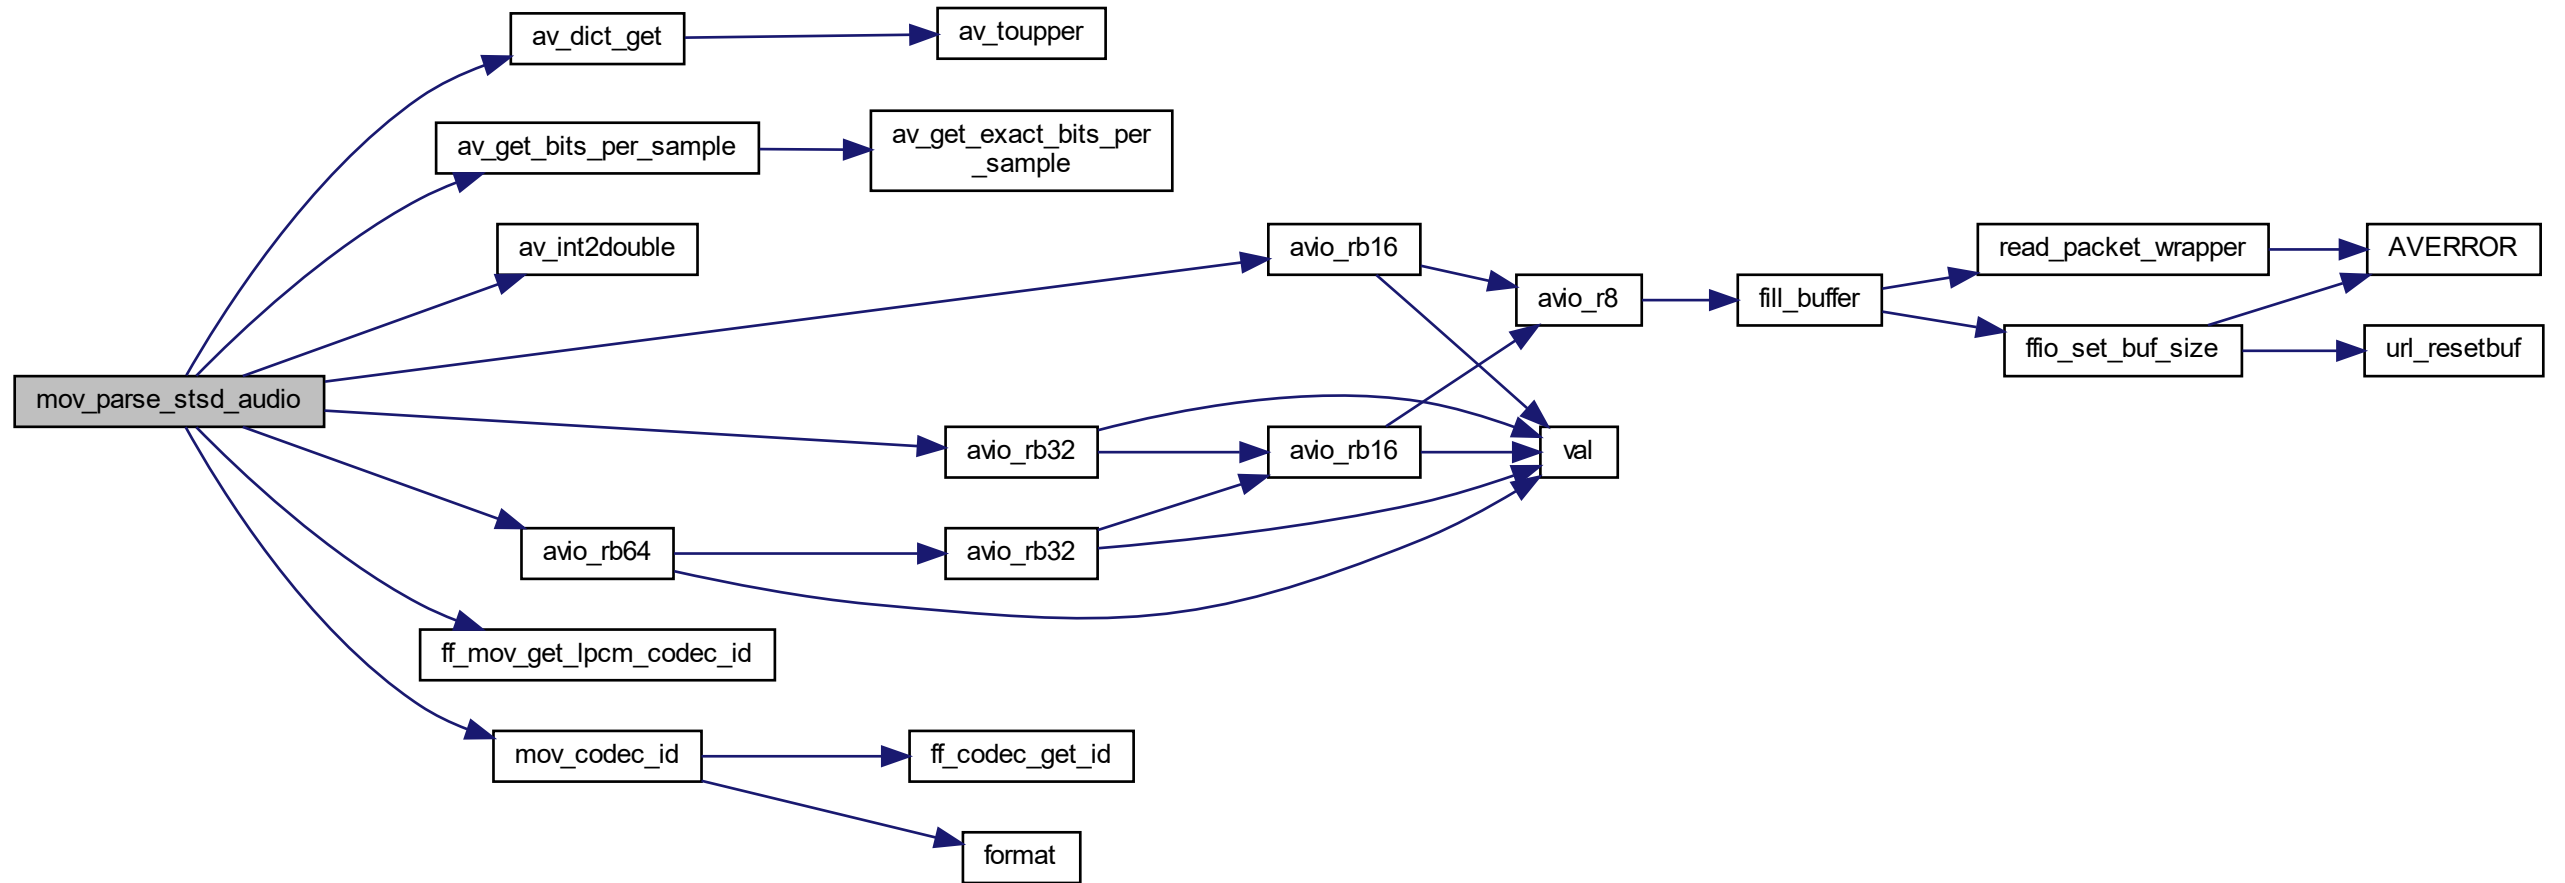 av_dict_get
av_toupper
av_get_bits_per_sample
av_get_exact_bits_per
_sample
av_int2double
avio_rb16
read_packet_wrapper
AVERROR
avio_r8
fill_buffer
ffio_set_buf_size
url_resetbuf
mov_parse_stsd_audio
avio_rb32
avio_rb16
val
avio_rb64
avio_rb32
ff_mov_get_lpcm_codec_id
mov_codec_id
ff_codec_get_id
format